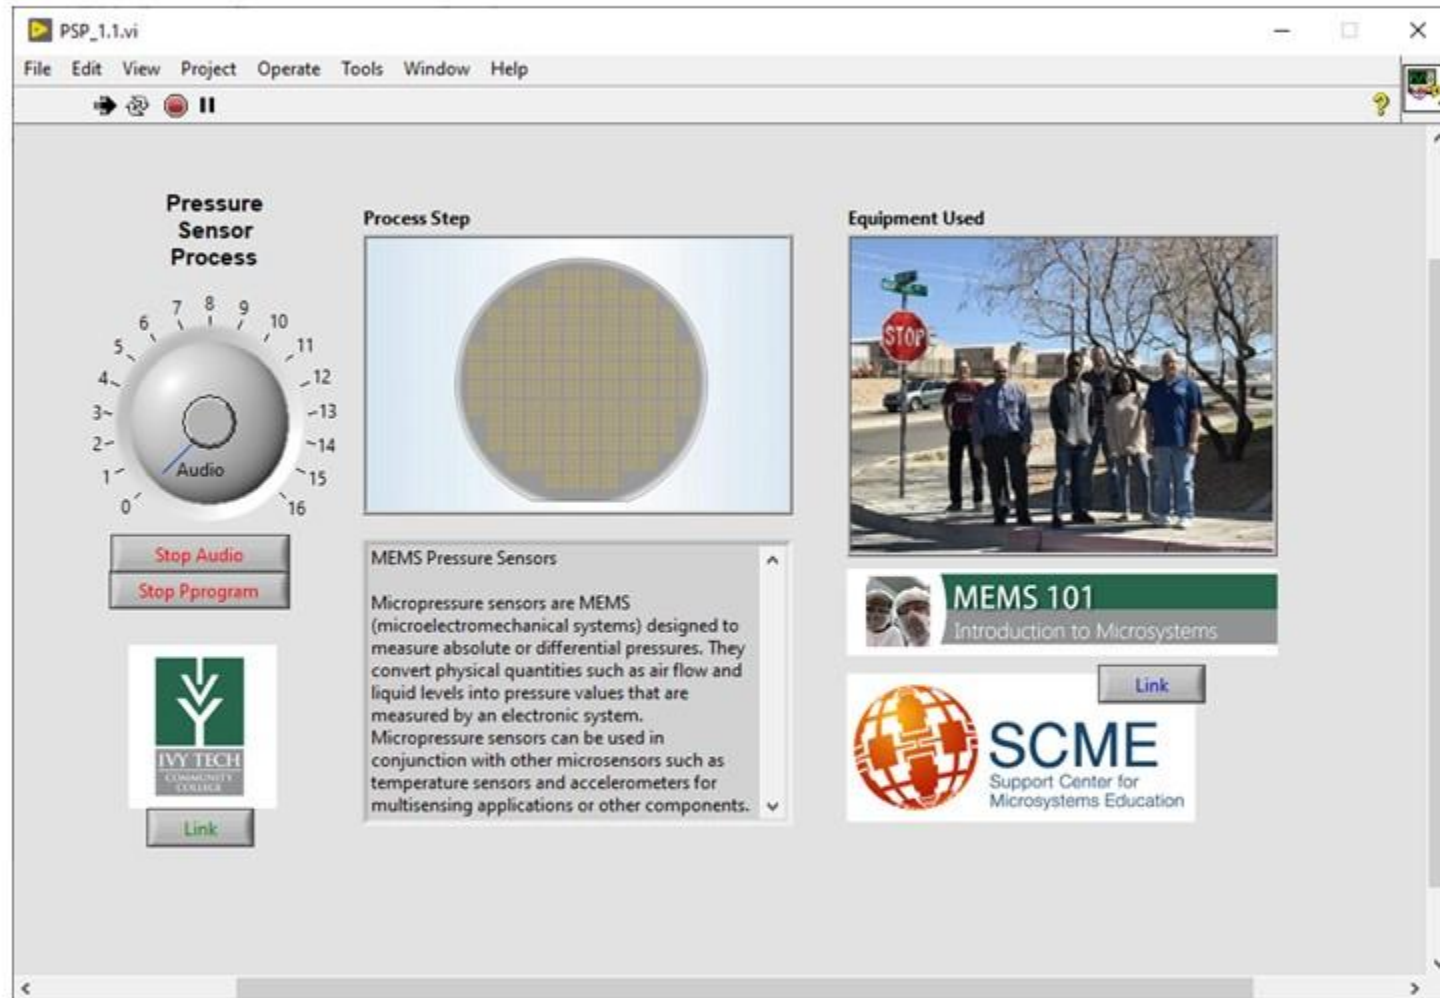 PSP_1.1.vi
File Edit View Project Operate Tools Window Help
Pressure
Sensor
Process
0 1 2 3 4 5 6 7 8 9 10 11 12 13 14 15 16
Audio
Stop Audio
Stop Pprogram
IVY TECH
COMMUNITY
COLLEGE
Link
Process Step
MEMS Pressure Sensors
Micropressure sensors are MEMS
(microelectromechanical systems) designed to
measure absolute or differential pressures. They
convert physical quantities such as air flow and
liquid levels into pressure values that are
measured by an electronic system.
Micropressure sensors can be used in
conjunction with other microsensors such as
temperature sensors and accelerometers for
multisensing applications or other components.
Equipment Used
STOP
MEMS 101
Introduction to Microsystems
Link
SCME
Support Center for
Microsystems Education